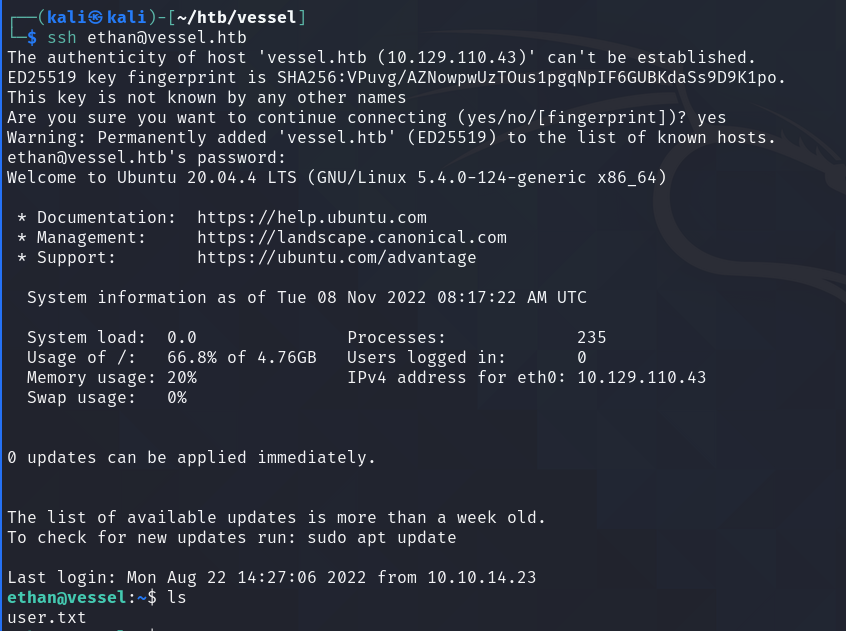 ┌──(kali㉿kali)-[~/htb/vessel]
└─$ ssh ethan@vessel.htb
The authenticity of host 'vessel.htb (10.129.110.43)' can't be established.
ED25519 key fingerprint is SHA256:VPuvg/AZNowpwUzTOus1pgqNpIF6GUBKdaSs9D9K1po.
This key is not known by any other names
Are you sure you want to continue connecting (yes/no/[fingerprint])? yes
Warning: Permanently added 'vessel.htb' (ED25519) to the list of known hosts.
ethan@vessel.htb's password:
Welcome to Ubuntu 20.04.4 LTS (GNU/Linux 5.4.0-124-generic x86_64)
 * Documentation:  https://help.ubuntu.com
 * Management:     https://landscape.canonical.com
 * Support:        https://ubuntu.com/advantage
  System information as of Tue 08 Nov 2022 08:17:22 AM UTC
  System load:  0.0               Processes:             235
  Usage of /:   66.8% of 4.76GB   Users logged in:       0
  Memory usage: 20%               IPv4 address for eth0: 10.129.110.43
  Swap usage:   0%
0 updates can be applied immediately.
The list of available updates is more than a week old.
To check for new updates run: sudo apt update
Last login: Mon Aug 22 14:27:06 2022 from 10.10.14.23
ethan@vessel:~$ ls
user.txt